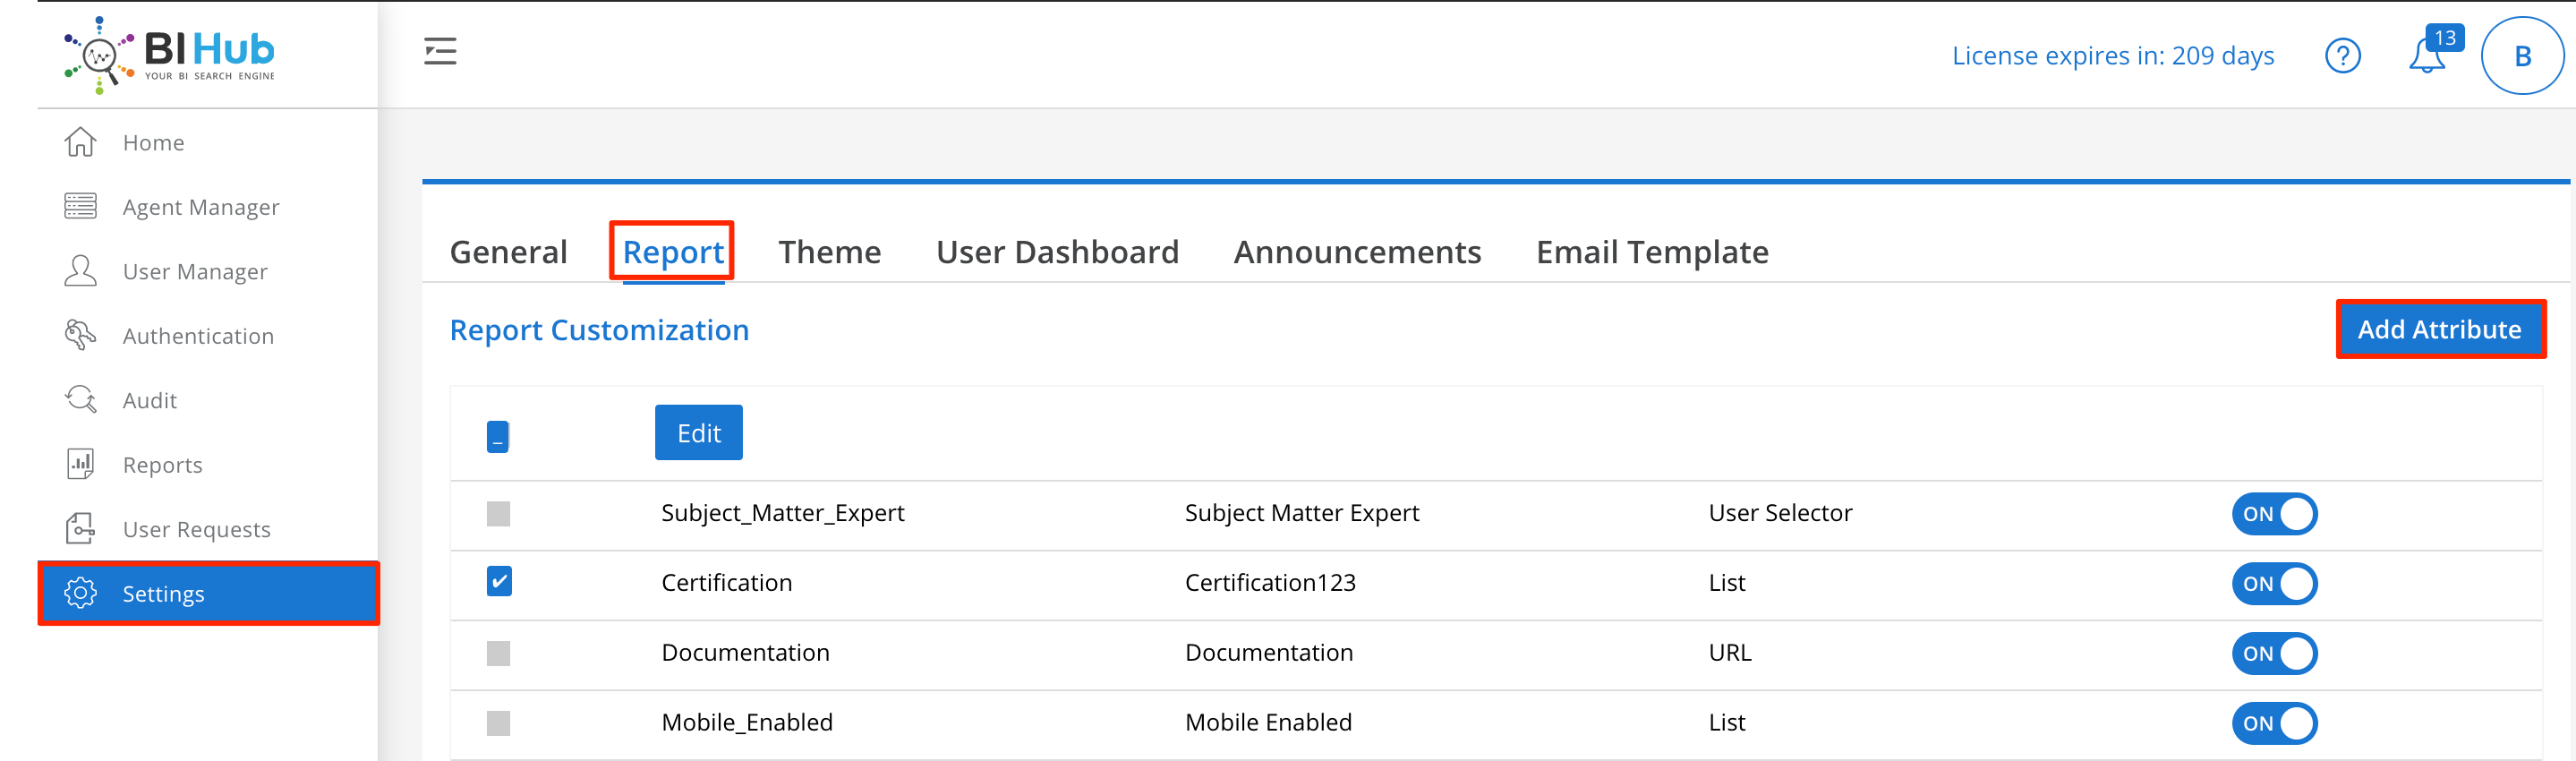 BI Hub
YOUR BI SEARCH ENGINE
License expires in: 209 days
?
13
B
Home
Agent Manager
User Manager
Authentication
Audit
Reports
User Requests
Settings
General Report Theme User Dashboard Announcements Email Template
Report Customization
Add Attribute
Edit
Subject_Matter_Expert Subject Matter Expert User Selector ON
Certification Certification123 List ON
Documentation Documentation URL ON
Mobile_Enabled Mobile Enabled List ON